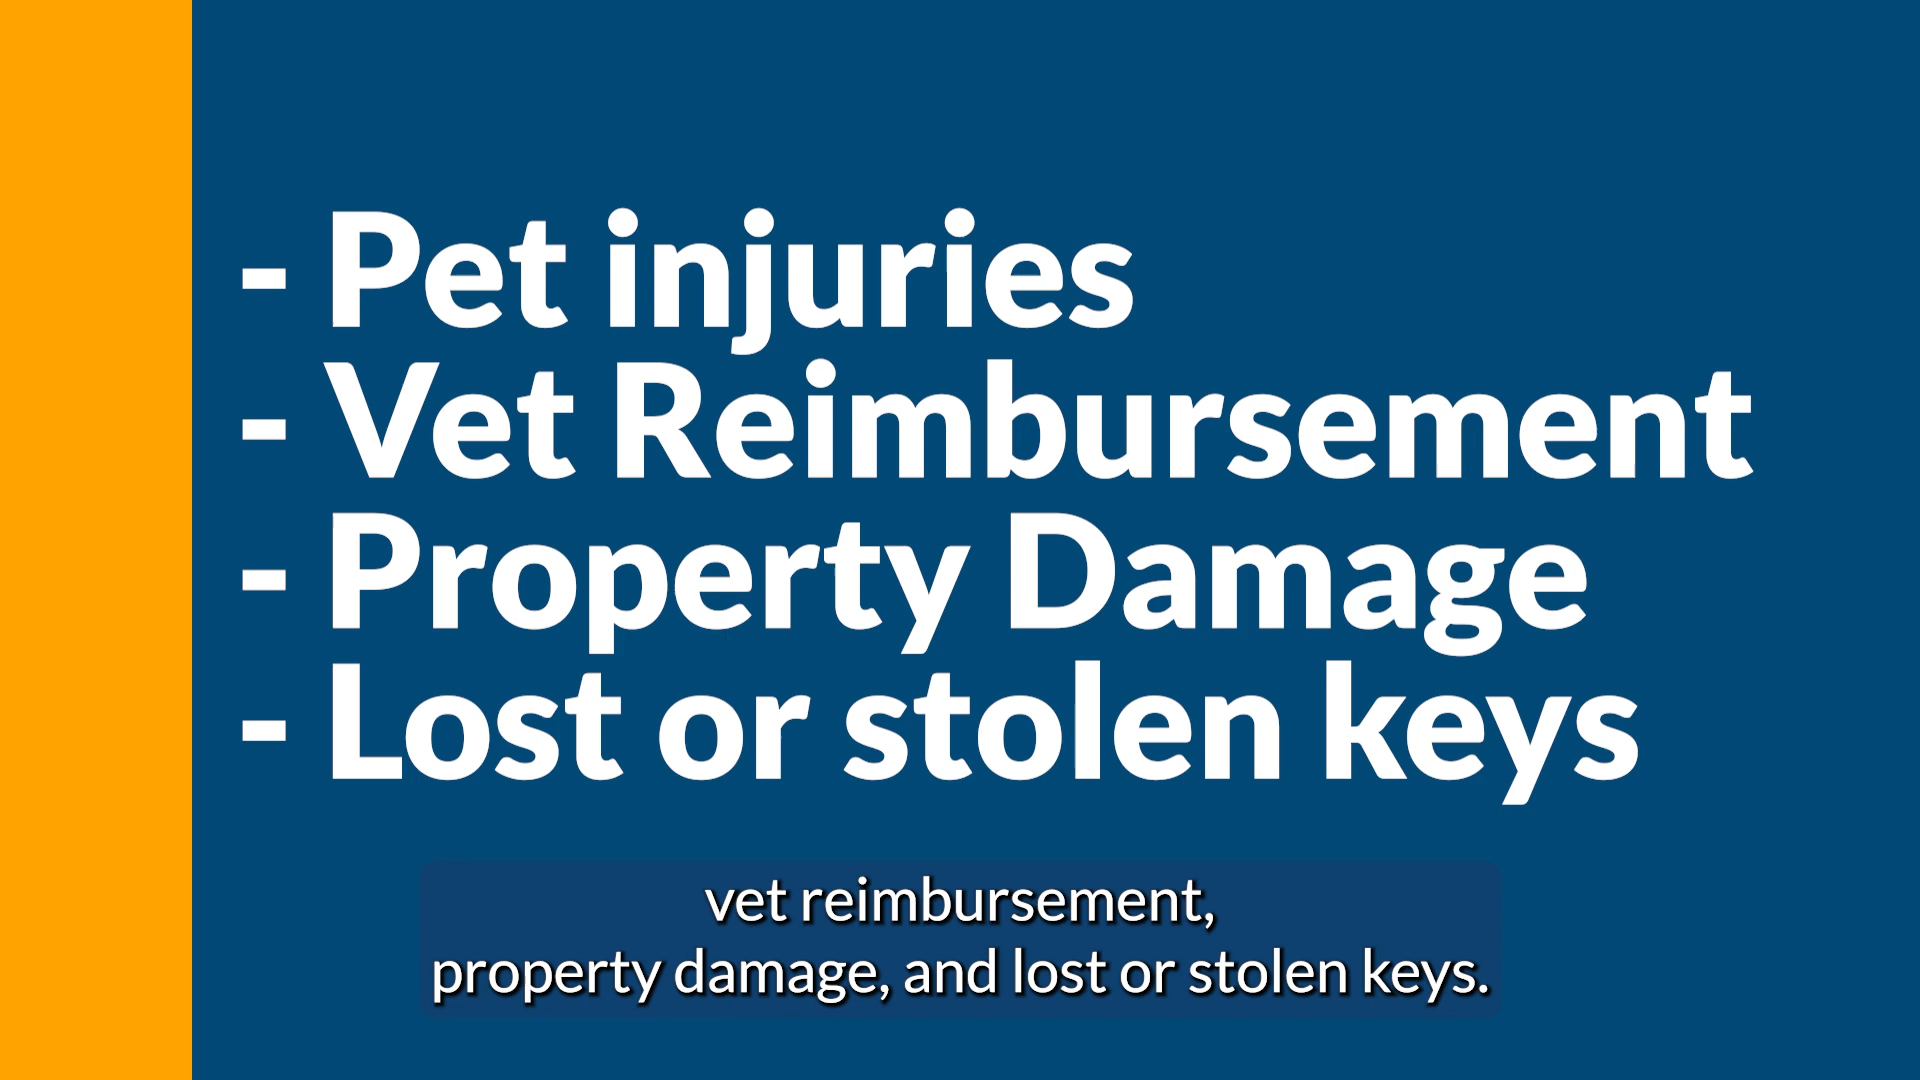 - Pet injuries
- Vet Reimbursement
- Property Damage
- Lost or stolen keys
vet reimbursement,
property damage, and lost or stolen keys.